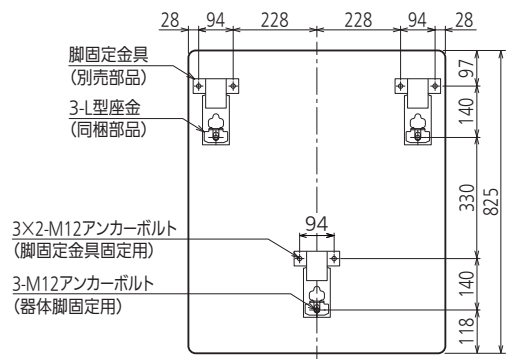 28 94 228 228 94 28
脚固定金具
(別売部品)
3-L型座金
(同梱部品)
3×2-M12アンカーボルト
(脚固定金具固定用)
3-M12アンカーボルト
(器体脚固定用)
94
97
140
330
825
140
118